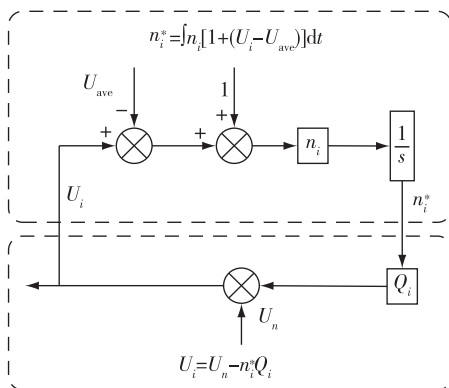 n_i^*=∫n_i[1+(U_i−U_ave)]dt
U_ave
1
−
+
+
+
n_i
1/s
U_i
n_i^*
Q_i
U_n
U_i=U_n−n_i^*Q_i